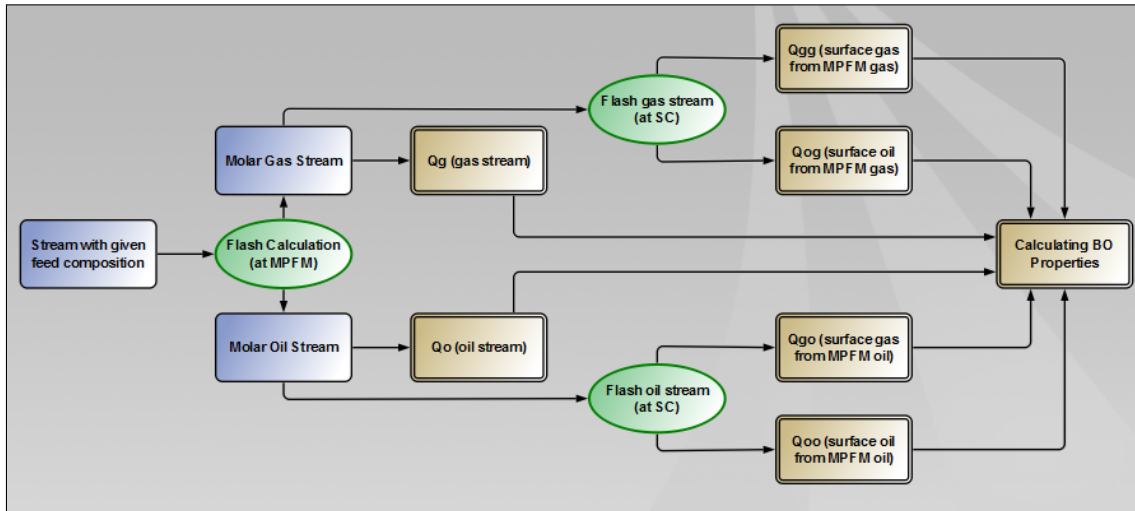 Qgg (surface gas
from MPFM gas)
Flash gas stream
(at SC)
Qog (surface oil
from MPFM gas)
Molar Gas Stream
Qg (gas stream)
Stream with given
feed composition
Flash Calculation
(at MPFM)
Calculating BO
Properties
Molar Oil Stream
Qo (oil stream)
Qgo (surface gas
from MPFM oil)
Flash oil stream
(at SC)
Qoo (surface oil
from MPFM oil)